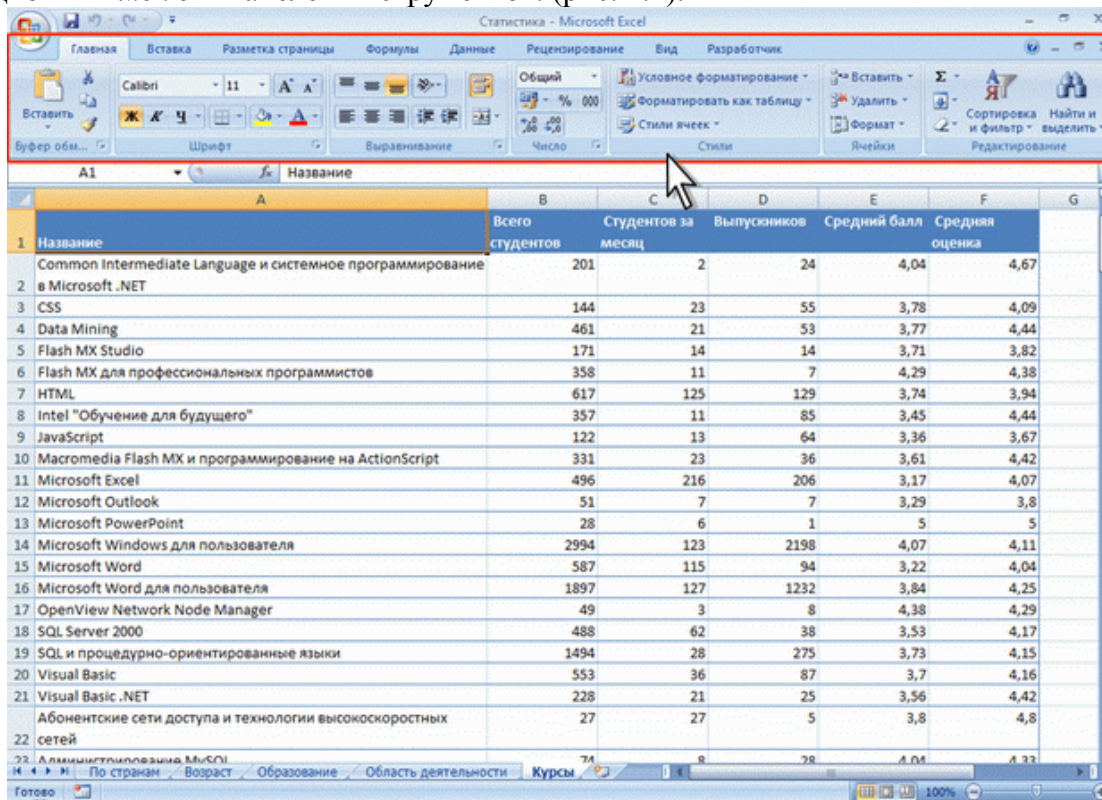 Статистика - Microsoft Excel
Главная Вставка Разметка страницы Формулы Данные Рецензирование Вид Разработчик
Вставить
Calibri 11
Ж К Ч
Общий
% 000
Условное форматирование
Форматировать как таблицу
Стили ячеек
Вставить
Удалить
Формат
Σ
Сортировка и фильтр
Найти и выделить
Буфер обм... Шрифт Выравнивание Число Стили Ячейки Редактирование
A1 fx Название
A B C D E F G
1 Название Всего студентов Студентов за месяц Выпускников Средний балл Средняя оценка
Common Intermediate Language и системное программирование 201 2 24 4,04 4,67
2 в Microsoft .NET
3 CSS 144 23 55 3,78 4,09
4 Data Mining 461 21 53 3,77 4,44
5 Flash MX Studio 171 14 14 3,71 3,82
6 Flash MX для профессиональных программистов 358 11 7 4,29 4,38
7 HTML 617 125 129 3,74 3,94
8 Intel "Обучение для будущего" 357 11 85 3,45 4,44
9 JavaScript 122 13 64 3,36 3,67
10 Macromedia Flash MX и программирование на ActionScript 331 23 36 3,61 4,42
11 Microsoft Excel 496 216 206 3,17 4,07
12 Microsoft Outlook 51 7 7 3,29 3,8
13 Microsoft PowerPoint 28 6 1 5 5
14 Microsoft Windows для пользователя 2994 123 2198 4,07 4,11
15 Microsoft Word 587 115 94 3,22 4,04
16 Microsoft Word для пользователя 1897 127 1232 3,84 4,25
17 OpenView Network Node Manager 49 3 8 4,38 4,29
18 SQL Server 2000 488 62 38 3,53 4,17
19 SQL и процедурно-ориентированные языки 1494 28 275 3,73 4,15
20 Visual Basic 553 36 87 3,7 4,16
21 Visual Basic .NET 228 21 25 3,56 4,42
Абонентские сети доступа и технологии высокоскоростных 27 27 5 3,8 4,8
22 сетей
23 Администрирование MySQL 74 8 28 4,04 4,33
По странам Возраст Образование Область деятельности Курсы
Готово 100%